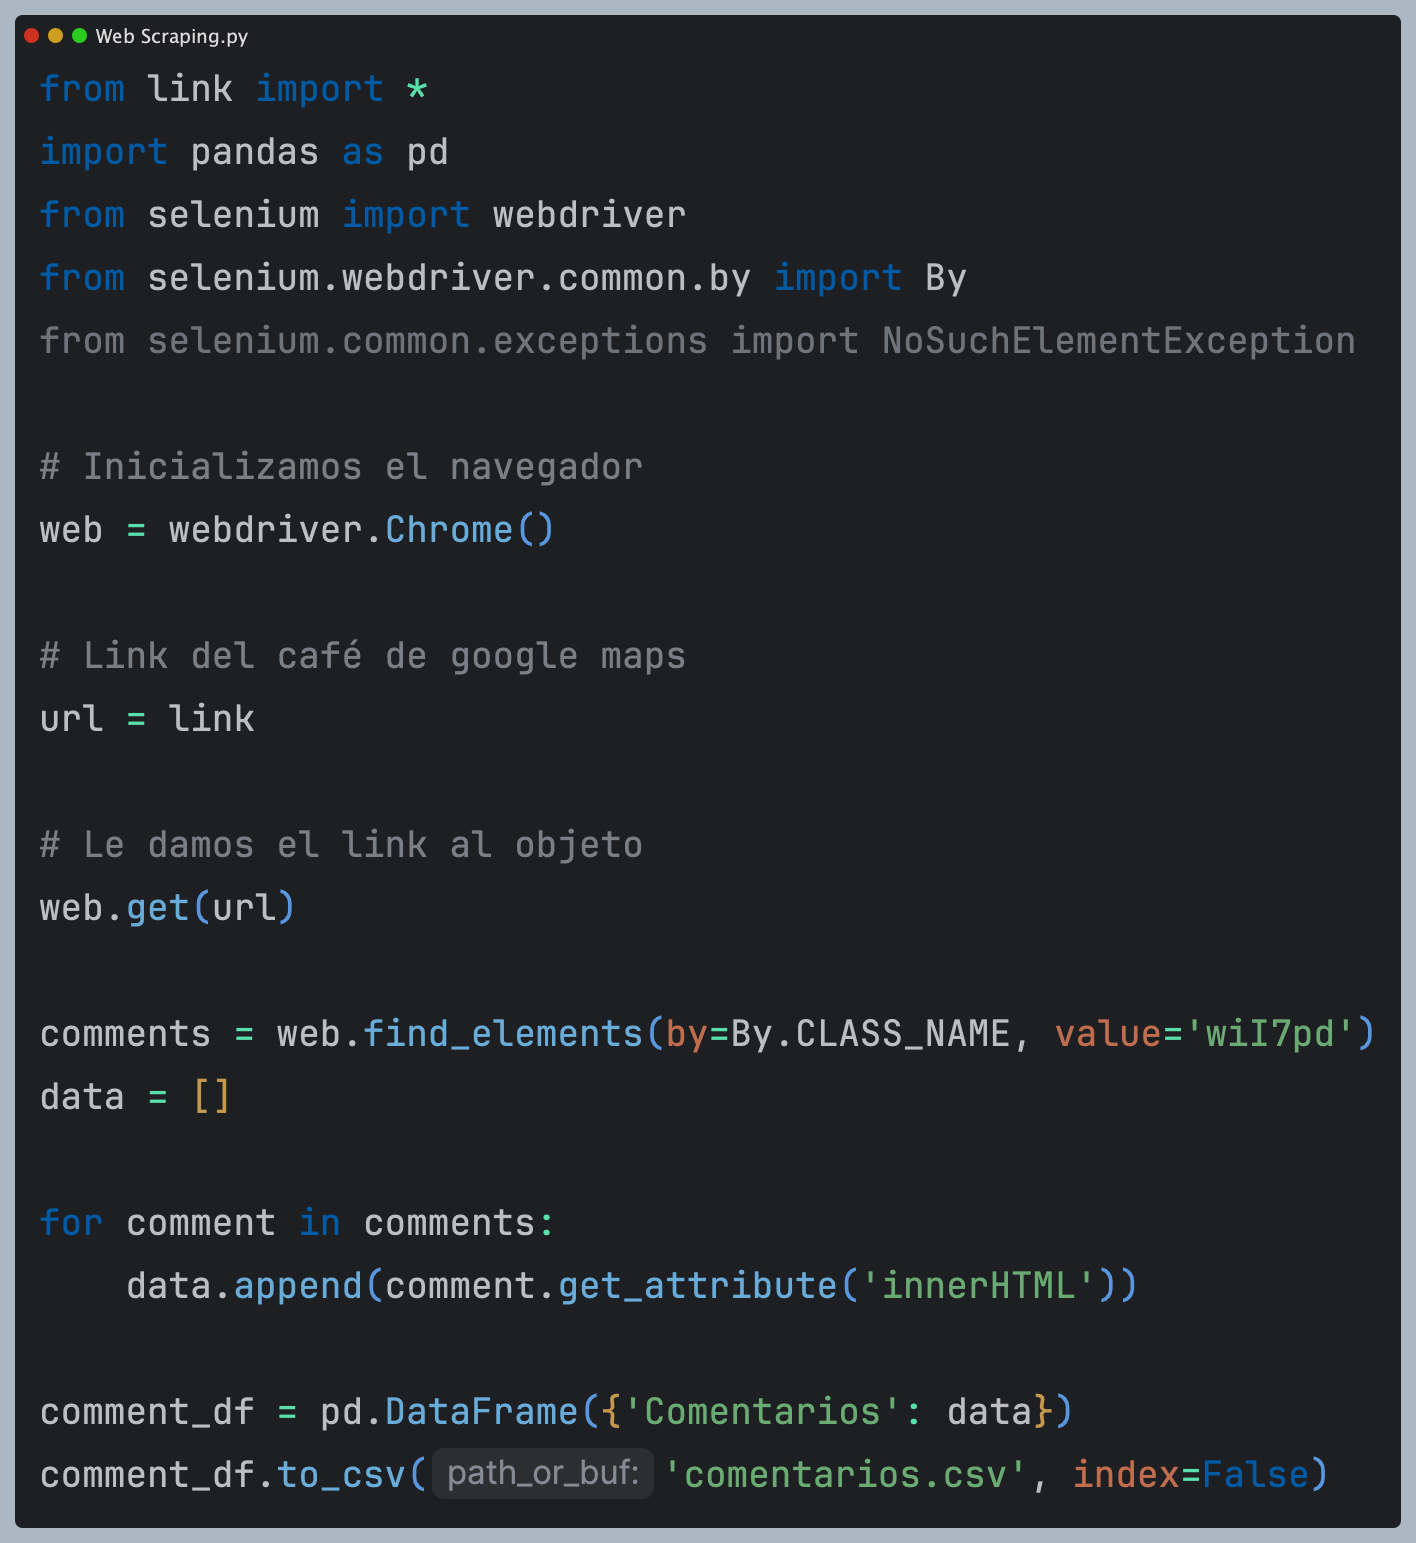 Web Scraping.py
from link import *
import pandas as pd
from selenium import webdriver
from selenium.webdriver.common.by import By
from selenium.common.exceptions import NoSuchElementException
# Inicializamos el navegador
web = webdriver.Chrome()
# Link del café de google maps
url = link
# Le damos el link al objeto
web.get(url)
comments = web.find_elements(by=By.CLASS_NAME, value='wiI7pd')
data = []
for comment in comments:
    data.append(comment.get_attribute('innerHTML'))
comment_df = pd.DataFrame({'Comentarios': data})
comment_df.to_csv( path_or_buf: 'comentarios.csv', index=False)